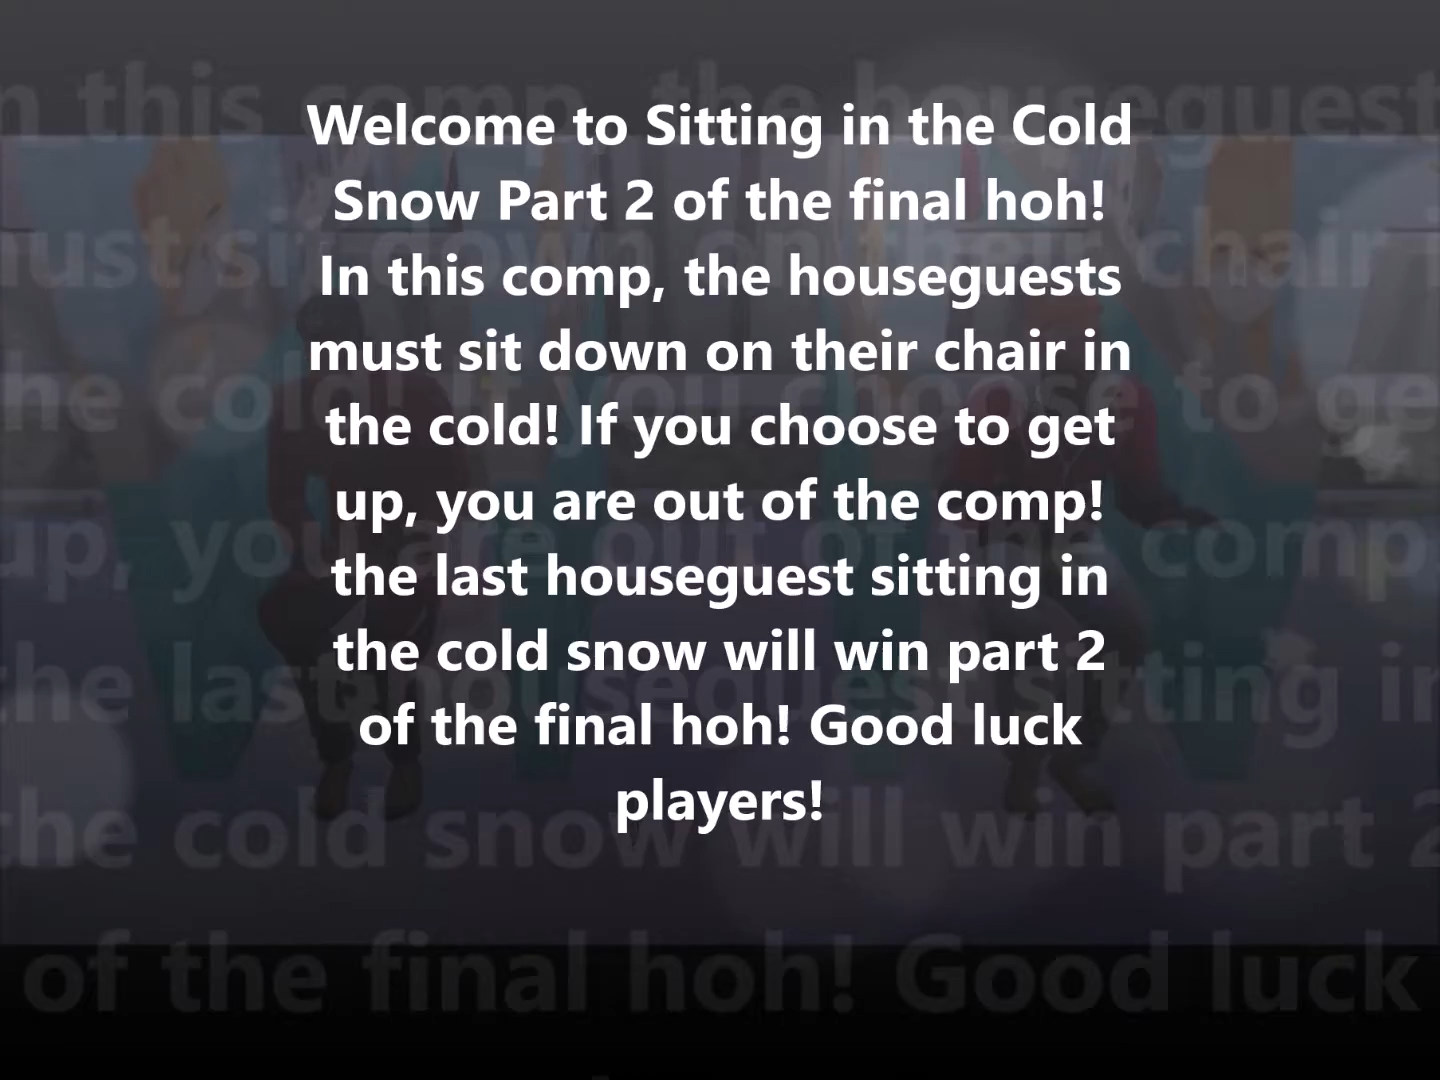 Welcome to Sitting in the Cold
Snow Part 2 of the final hoh!
In this comp, the houseguests
must sit down on their chair in
the cold! If you choose to get
up, you are out of the comp!
the last houseguest sitting in
the cold snow will win part 2
of the final hoh! Good luck
players!